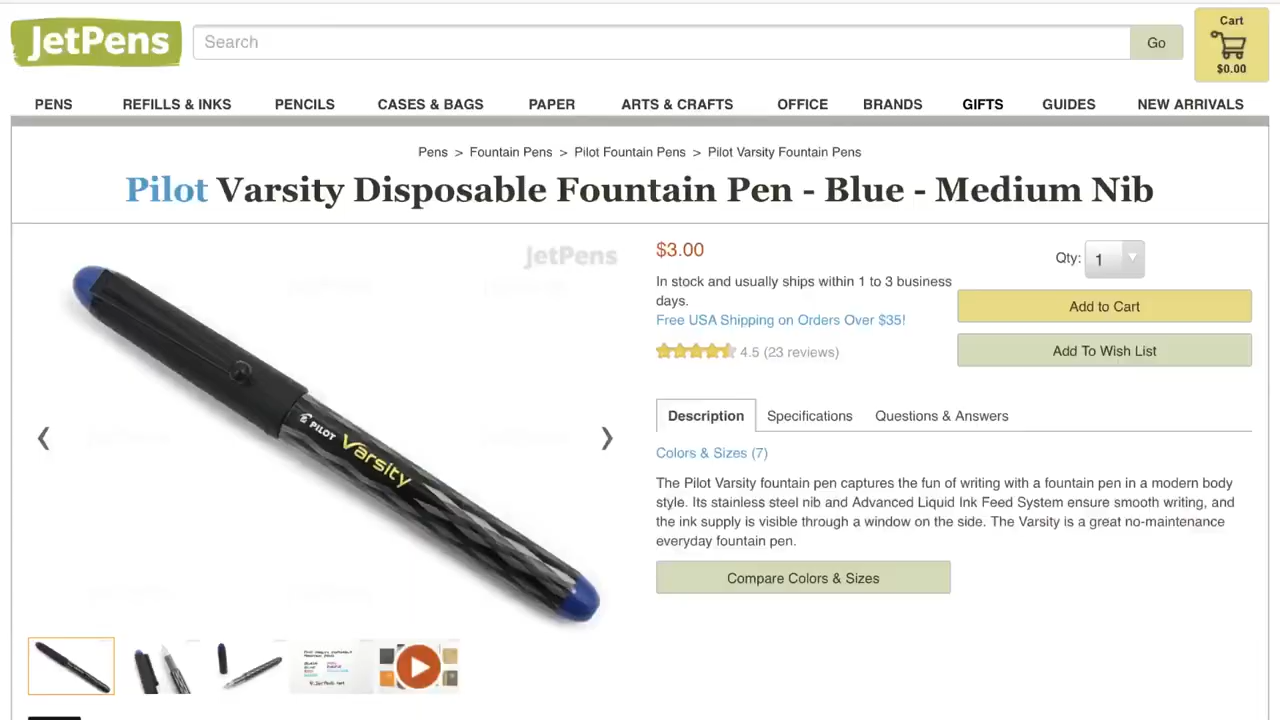 JetPens
Search
Go
Cart
$0.00
PENS
REFILLS & INKS
PENCILS
CASES & BAGS
PAPER
ARTS & CRAFTS
OFFICE
BRANDS
GIFTS
GUIDES
NEW ARRIVALS
Pens > Fountain Pens > Pilot Fountain Pens > Pilot Varsity Fountain Pens
Pilot Varsity Disposable Fountain Pen - Blue - Medium Nib
JetPens
PILOT Varsity
$3.00
In stock and usually ships within 1 to 3 business
days.
Free USA Shipping on Orders Over $35!
4.5 (23 reviews)
Qty: 1
Add to Cart
Add To Wish List
Description
Specifications
Questions & Answers
Colors & Sizes (7)
The Pilot Varsity fountain pen captures the fun of writing with a fountain pen in a modern body
style. Its stainless steel nib and Advanced Liquid Ink Feed System ensure smooth writing, and
the ink supply is visible through a window on the side. The Varsity is a great no-maintenance
everyday fountain pen.
Compare Colors & Sizes